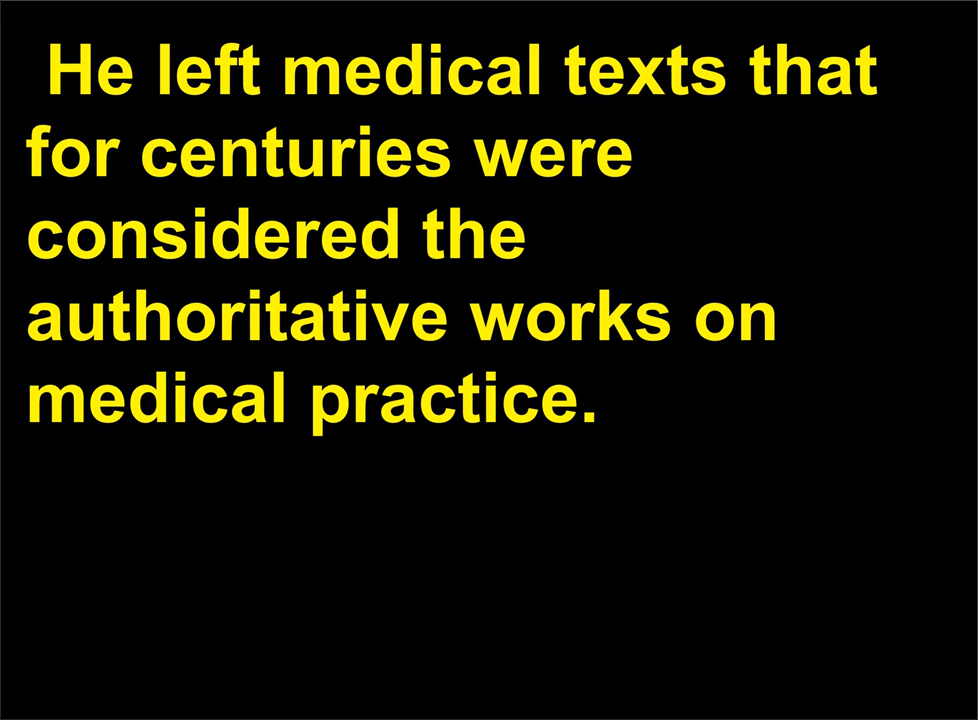 He left medical texts that
for centuries were
considered the
authoritative works on
medical practice.